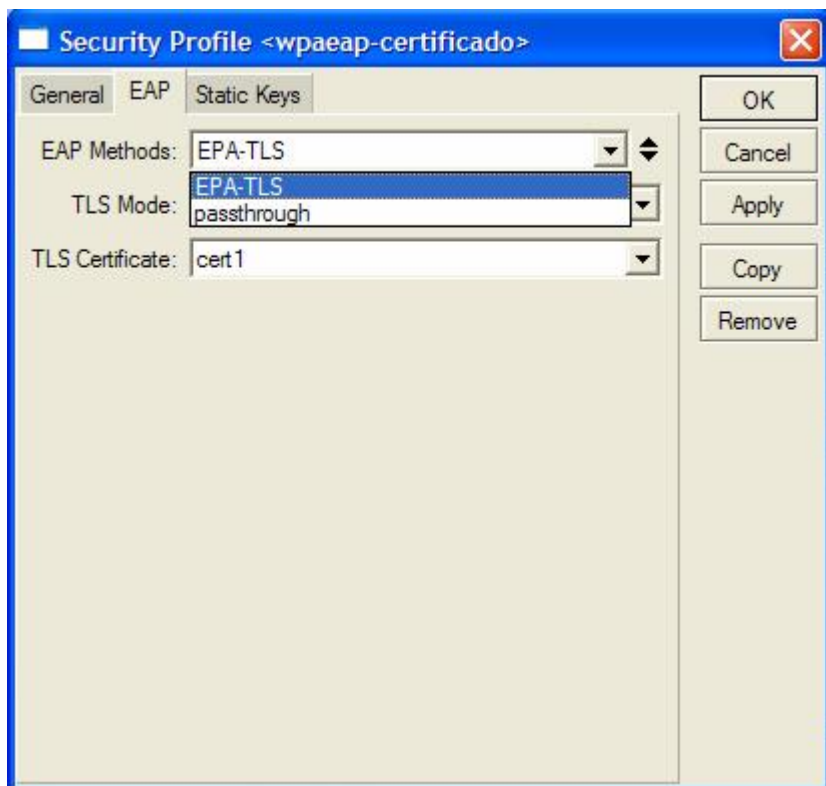 Security Profile <wpaeap-certificado>
General EAP Static Keys
OK
EAP Methods: EPA-TLS
Cancel
EPA-TLS
TLS Mode:
passthrough
Apply
TLS Certificate: cert1
Copy
Remove